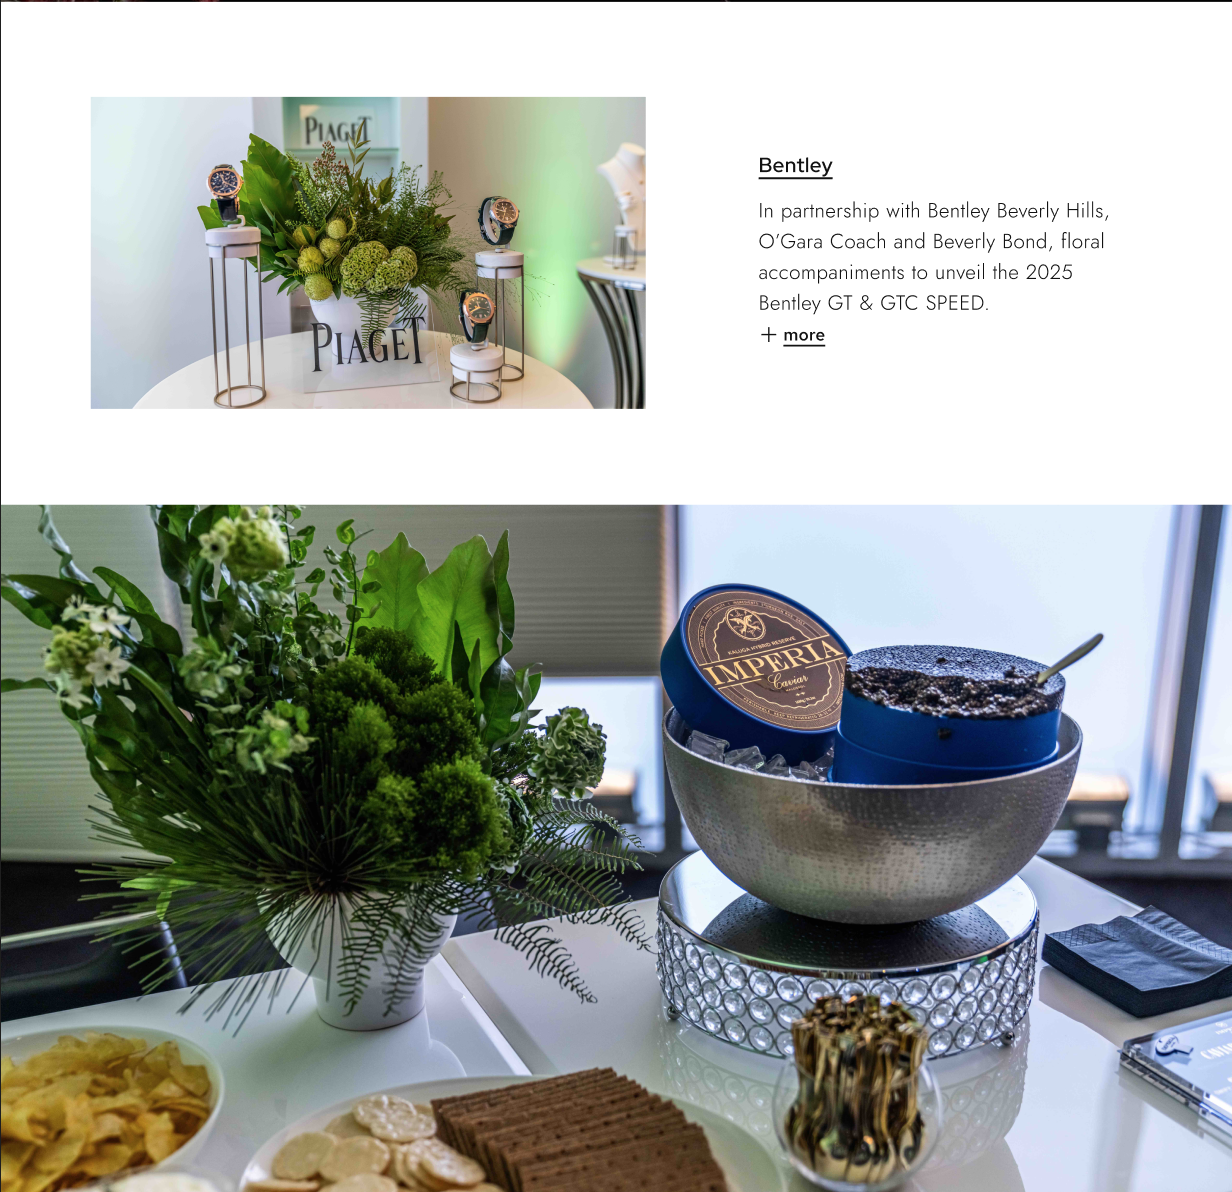 PIAGET
PIAGET
Bentley
In partnership with Bentley Beverly Hills,
O’Gara Coach and Beverly Bond, floral
accompaniments to unveil the 2025
Bentley GT & GTC SPEED.
+ more
KALUGA HYBRID RESERVE
IMPERIA
Caviar